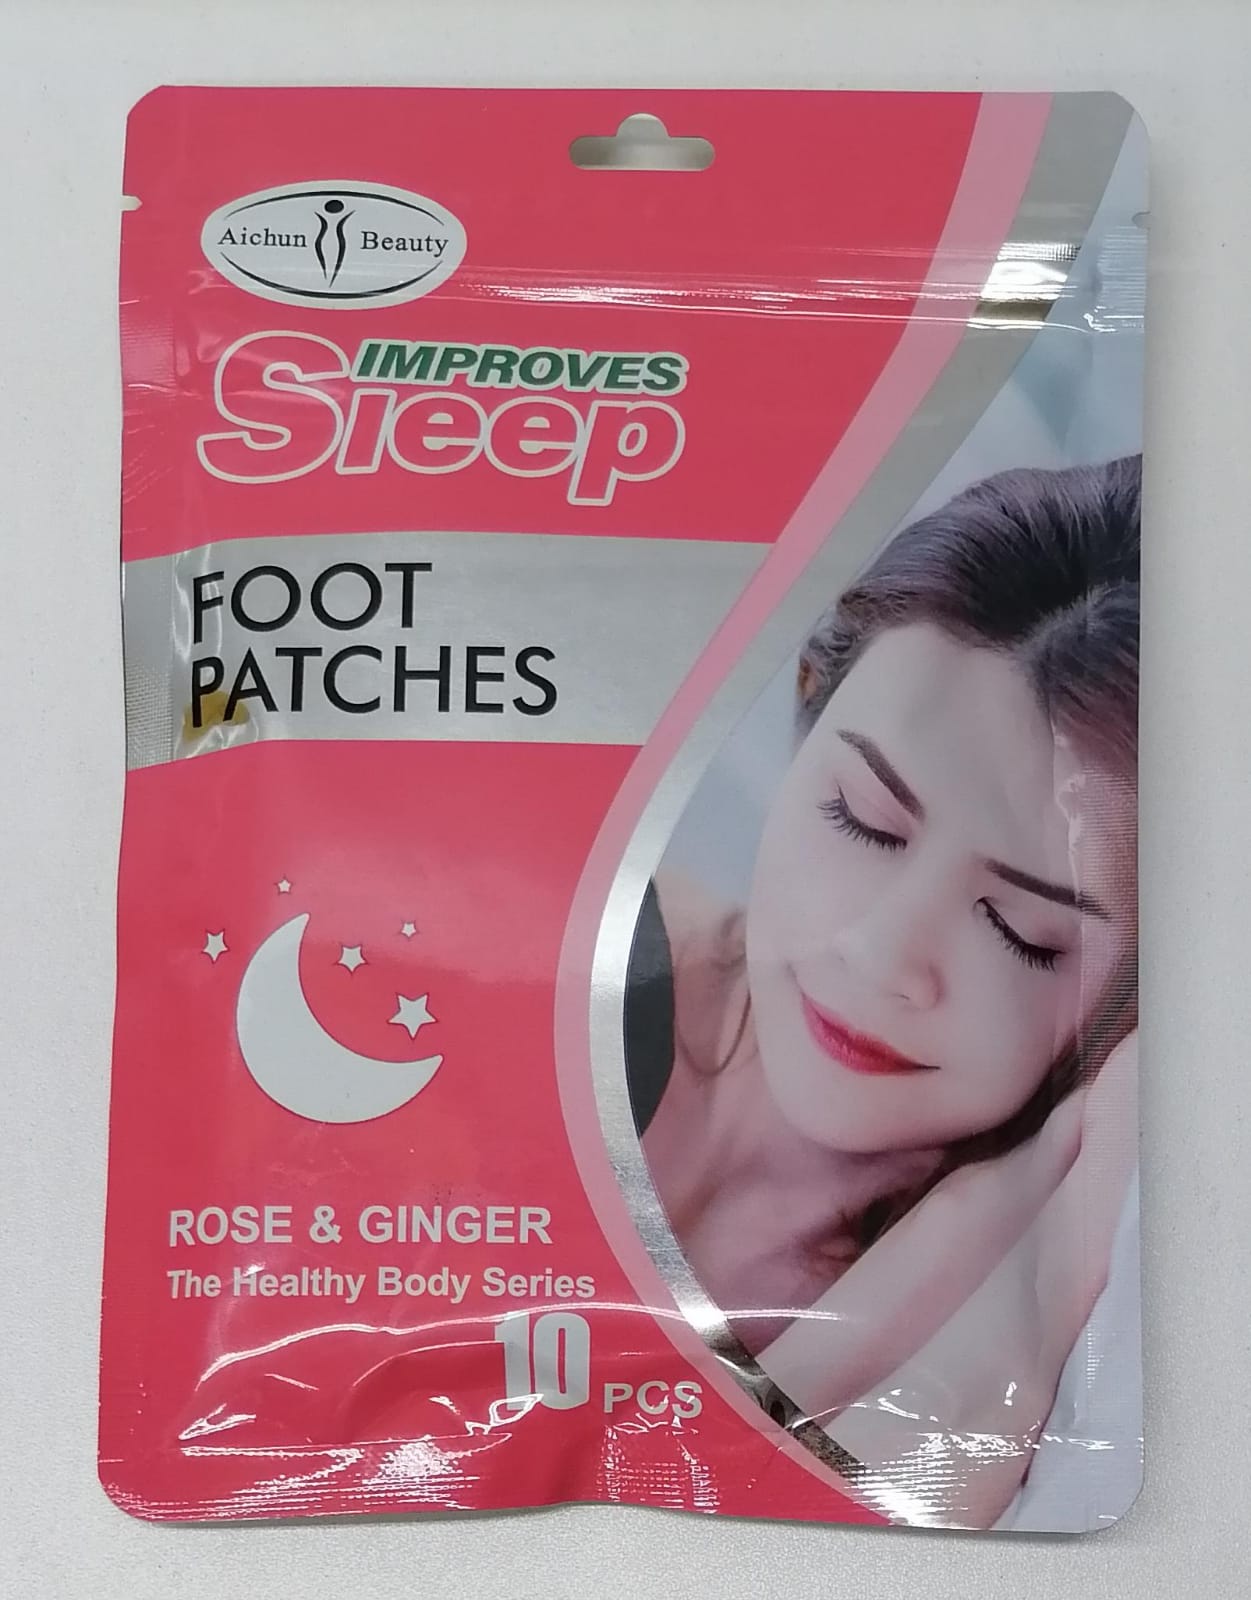 Aichun Beauty
IMPROVES
Sleep
FOOT
PATCHES
ROSE & GINGER
The Healthy Body Series
10 PCS